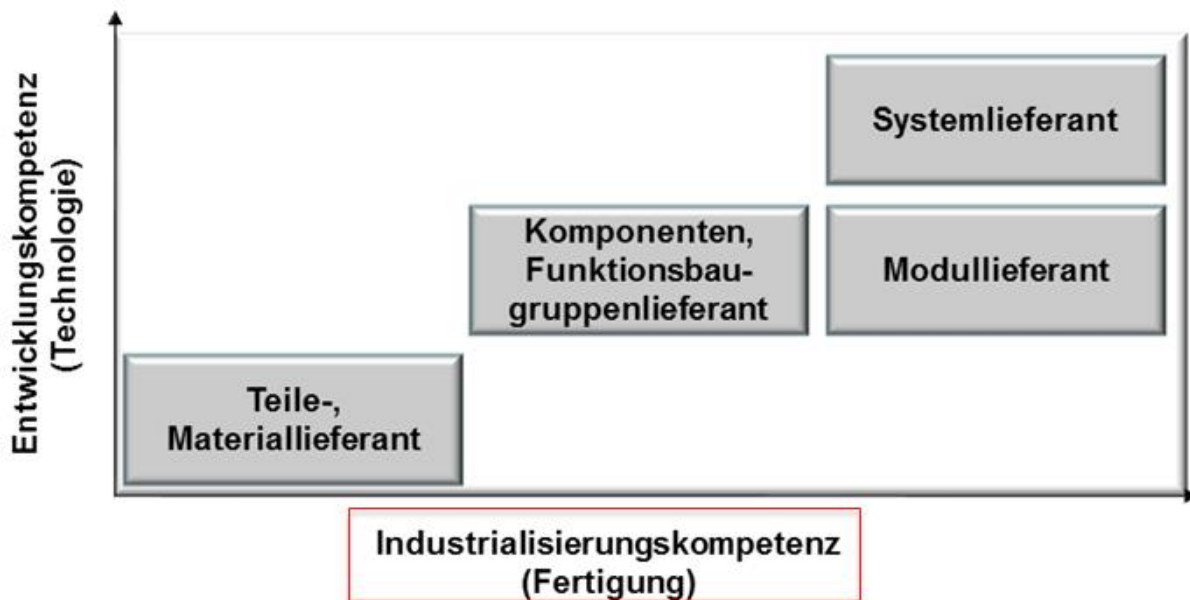 Entwicklungskompetenz
(Technologie)
Systemlieferant
Komponenten,
Funktionsbau-
gruppenlieferant
Modullieferant
Teile-,
Materiallieferant
Industrialisierungskompetenz
(Fertigung)